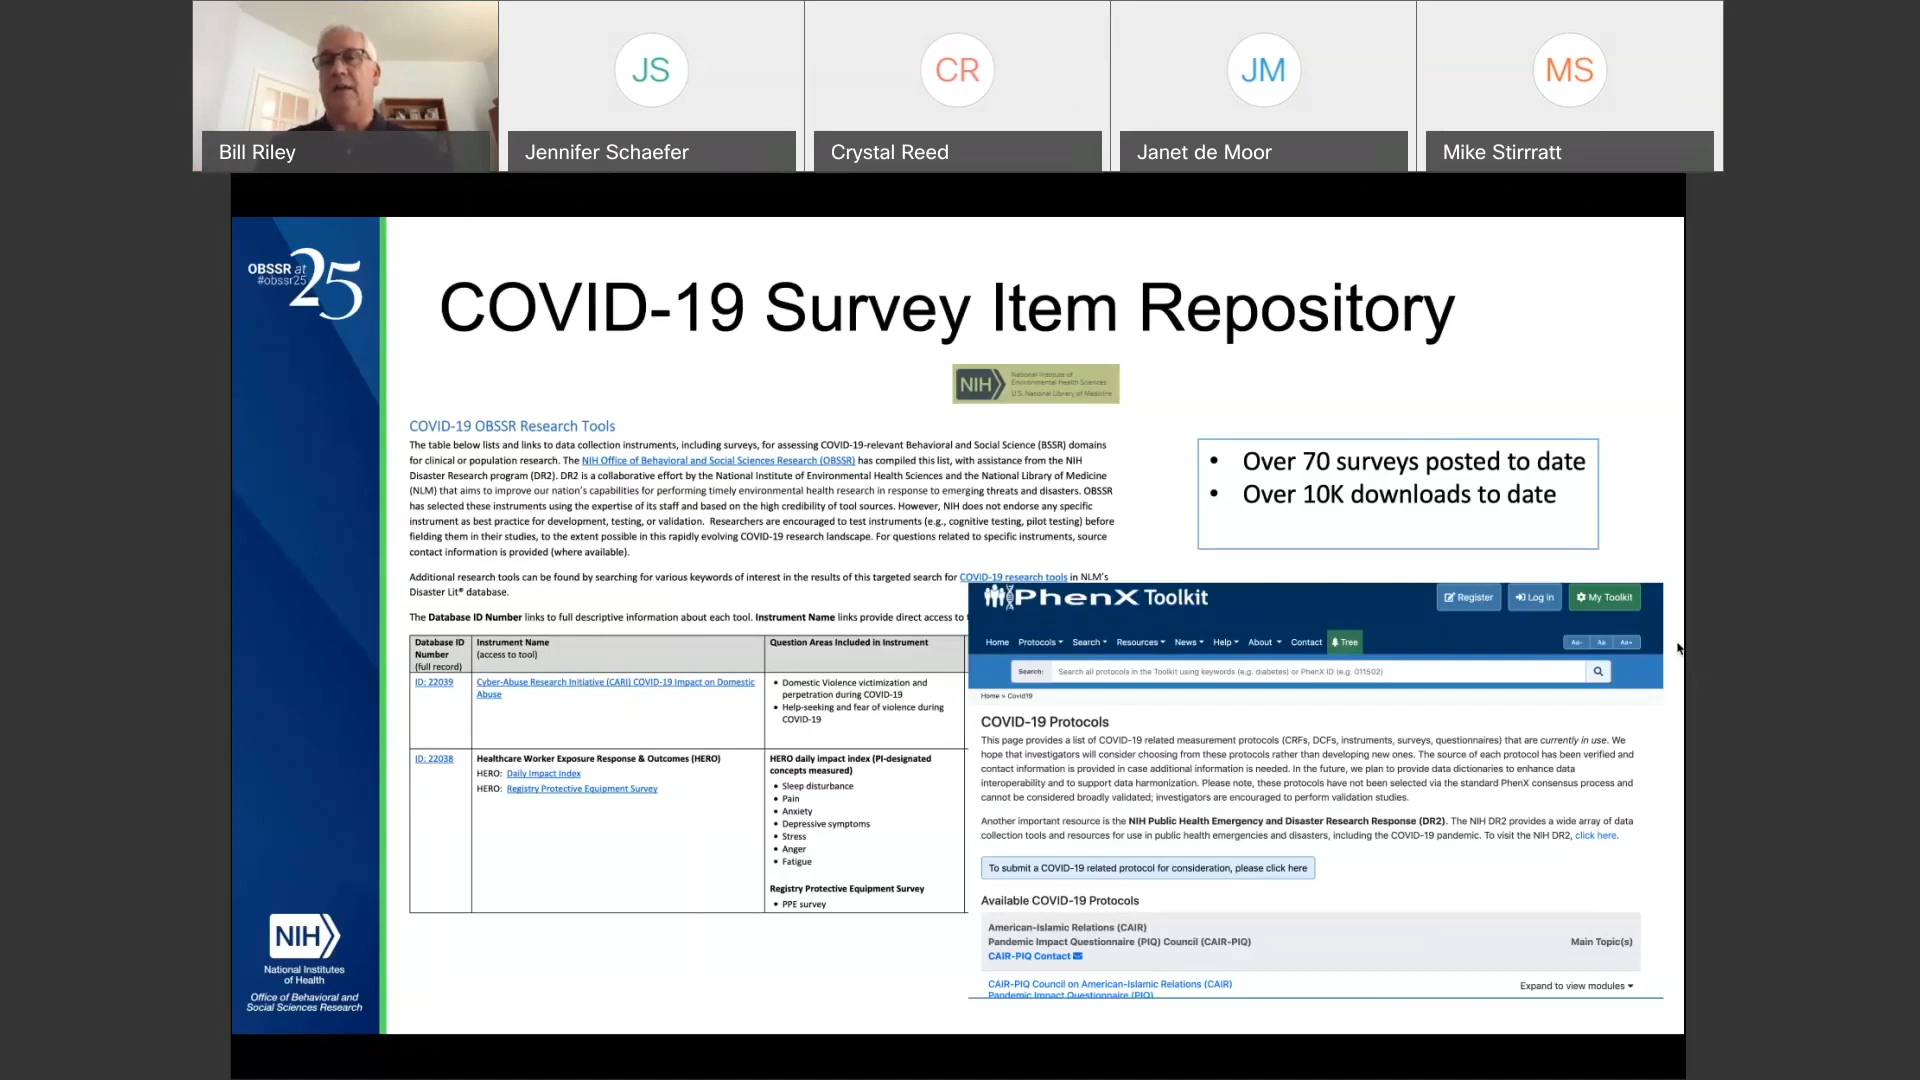 JS
CR
JM
MS
Bill Riley
Jennifer Schaefer
Crystal Reed
Janet de Moor
Mike Stirrratt
OBSSR at 25
#obssr25
COVID-19 Survey Item Repository
NIH
National Institute of
Environmental Health Sciences
U.S. National Library of Medicine
COVID-19 OBSSR Research Tools
The table below lists and links to data collection instruments, including surveys, for assessing COVID-19-relevant Behavioral and Social Science (BSSR) domains
for clinical or population research. The NIH Office of Behavioral and Social Sciences Research (OBSSR) has compiled this list, with assistance from the NIH
Disaster Research program (DR2). DR2 is a collaborative effort by the National Institute of Environmental Health Sciences and the National Library of Medicine
(NLM) that aims to improve our nation's capabilities for performing timely environmental health research in response to emerging threats and disasters. OBSSR
has selected these instruments using the expertise of its staff and based on the high credibility of tool sources. However, NIH does not endorse any specific
instrument as best practice for development, testing, or validation. Researchers are encouraged to test instruments (e.g., cognitive testing, pilot testing) before
fielding them in their studies, to the extent possible in this rapidly evolving COVID-19 research landscape. For questions related to specific instruments, source
contact information is provided (where available).
Additional research tools can be found by searching for various keywords of interest in the results of this targeted search for COVID-19 research tools in NLM's
Disaster Lit® database.
The Database ID Number links to full descriptive information about each tool. Instrument Name links provide direct access to
Database ID
Number
(full record)
Instrument Name
(access to tool)
Question Areas Included in Instrument
ID: 22039
Cyber-Abuse Research Initiative (CARI) COVID-19 Impact on Domestic
Abuse
• Domestic Violence victimization and
perpetration during COVID-19
• Help-seeking and fear of violence during
COVID-19
ID: 22038
Healthcare Worker Exposure Response & Outcomes (HERO)
HERO: Daily Impact Index
HERO: Registry Protective Equipment Survey
HERO daily impact index (PI-designated
concepts measured)
• Sleep disturbance
• Pain
• Anxiety
• Depressive symptoms
• Stress
• Anger
• Fatigue
Registry Protective Equipment Survey
• PPE survey
• Over 70 surveys posted to date
• Over 10K downloads to date
PhenX Toolkit
Register
Log in
My Toolkit
Home Protocols Search Resources News Help About Contact Tree
Aa- Aa Aa+
Search: Search all protocols in the Toolkit using keywords (e.g. diabetes) or PhenX ID (e.g. 011502)
Home » Covid19
COVID-19 Protocols
This page provides a list of COVID-19 related measurement protocols (CRFs, DCFs, instruments, surveys, questionnaires) that are currently in use. We
hope that investigators will consider choosing from these protocols rather than developing new ones. The source of each protocol has been verified and
contact information is provided in case additional information is needed. In the future, we plan to provide data dictionaries to enhance data
interoperability and to support data harmonization. Please note, these protocols have not been selected via the standard PhenX consensus process and
cannot be considered broadly validated; investigators are encouraged to perform validation studies.
Another important resource is the NIH Public Health Emergency and Disaster Research Response (DR2). The NIH DR2 provides a wide array of data
collection tools and resources for use in public health emergencies and disasters, including the COVID-19 pandemic. To visit the NIH DR2, click here.
To submit a COVID-19 related protocol for consideration, please click here
Available COVID-19 Protocols
American-Islamic Relations (CAIR)
Pandemic Impact Questionnaire (PIQ) Council (CAIR-PIQ)
CAIR-PIQ Contact
Main Topic(s)
CAIR-PIQ Council on American-Islamic Relations (CAIR)
Pandemic Impact Questionnaire (PIQ)
Expand to view modules
NIH
National Institutes
of Health
Office of Behavioral and
Social Sciences Research